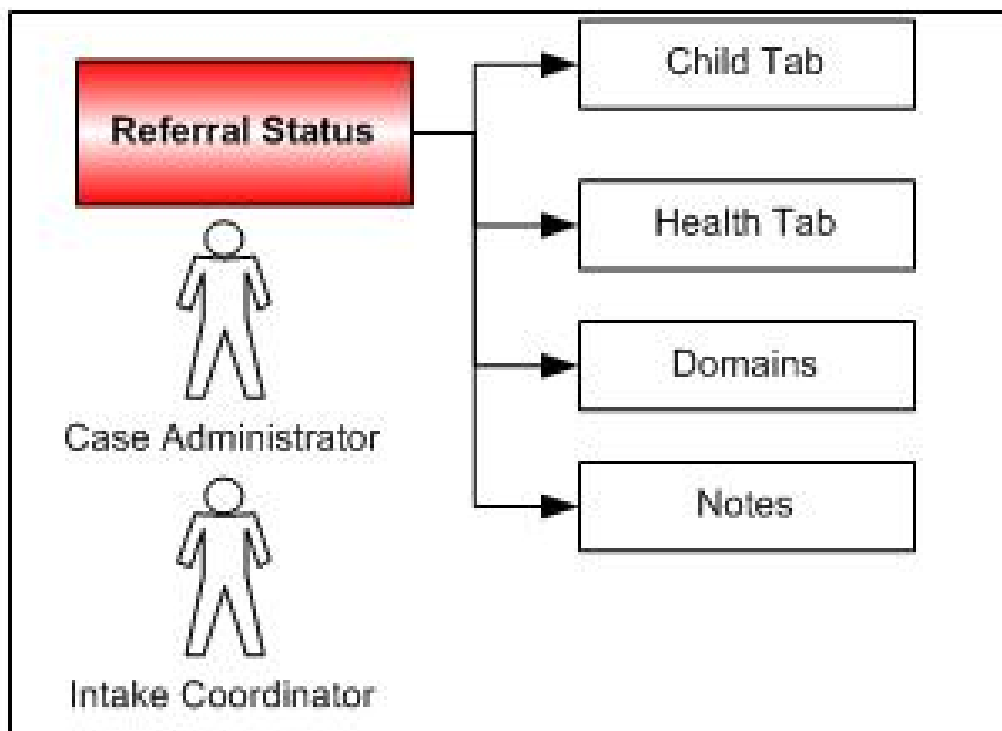 Referral Status
Case Administrator
Intake Coordinator
Child Tab
Health Tab
Domains
Notes